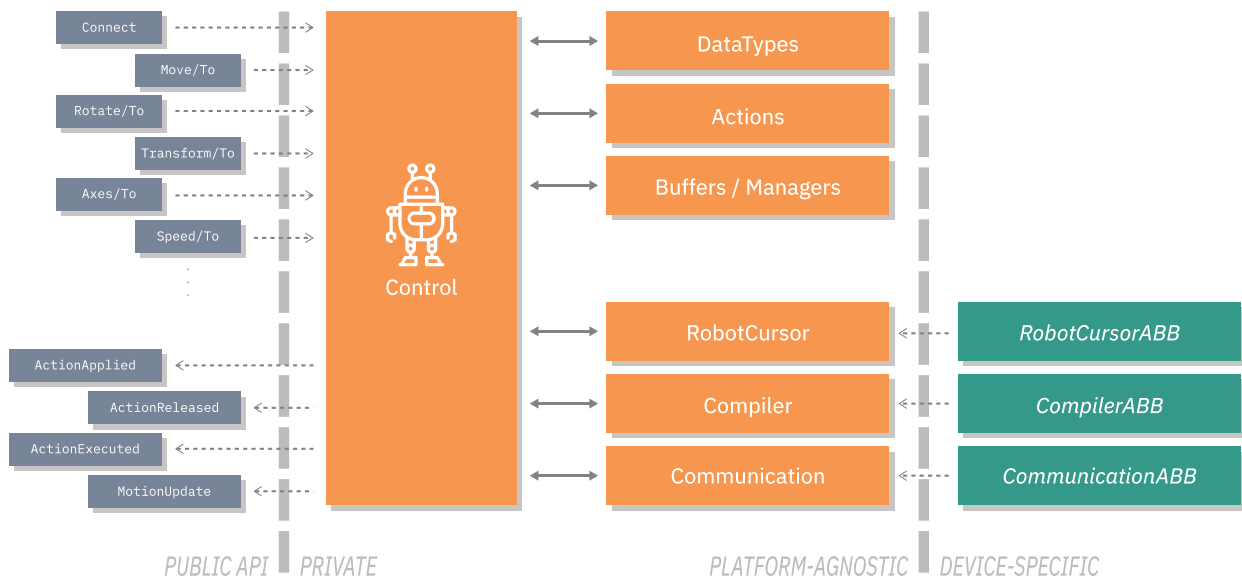 Connect
Move/To
Rotate/To
Transform/To
Axes/To
Speed/To
ActionApplied
ActionReleased
ActionExecuted
MotionUpdate
Control
DataTypes
Actions
Buffers / Managers
RobotCursor
Compiler
Communication
RobotCursorABB
CompilerABB
CommunicationABB
PUBLIC API
PRIVATE
PLATFORM-AGNOSTIC
DEVICE-SPECIFIC